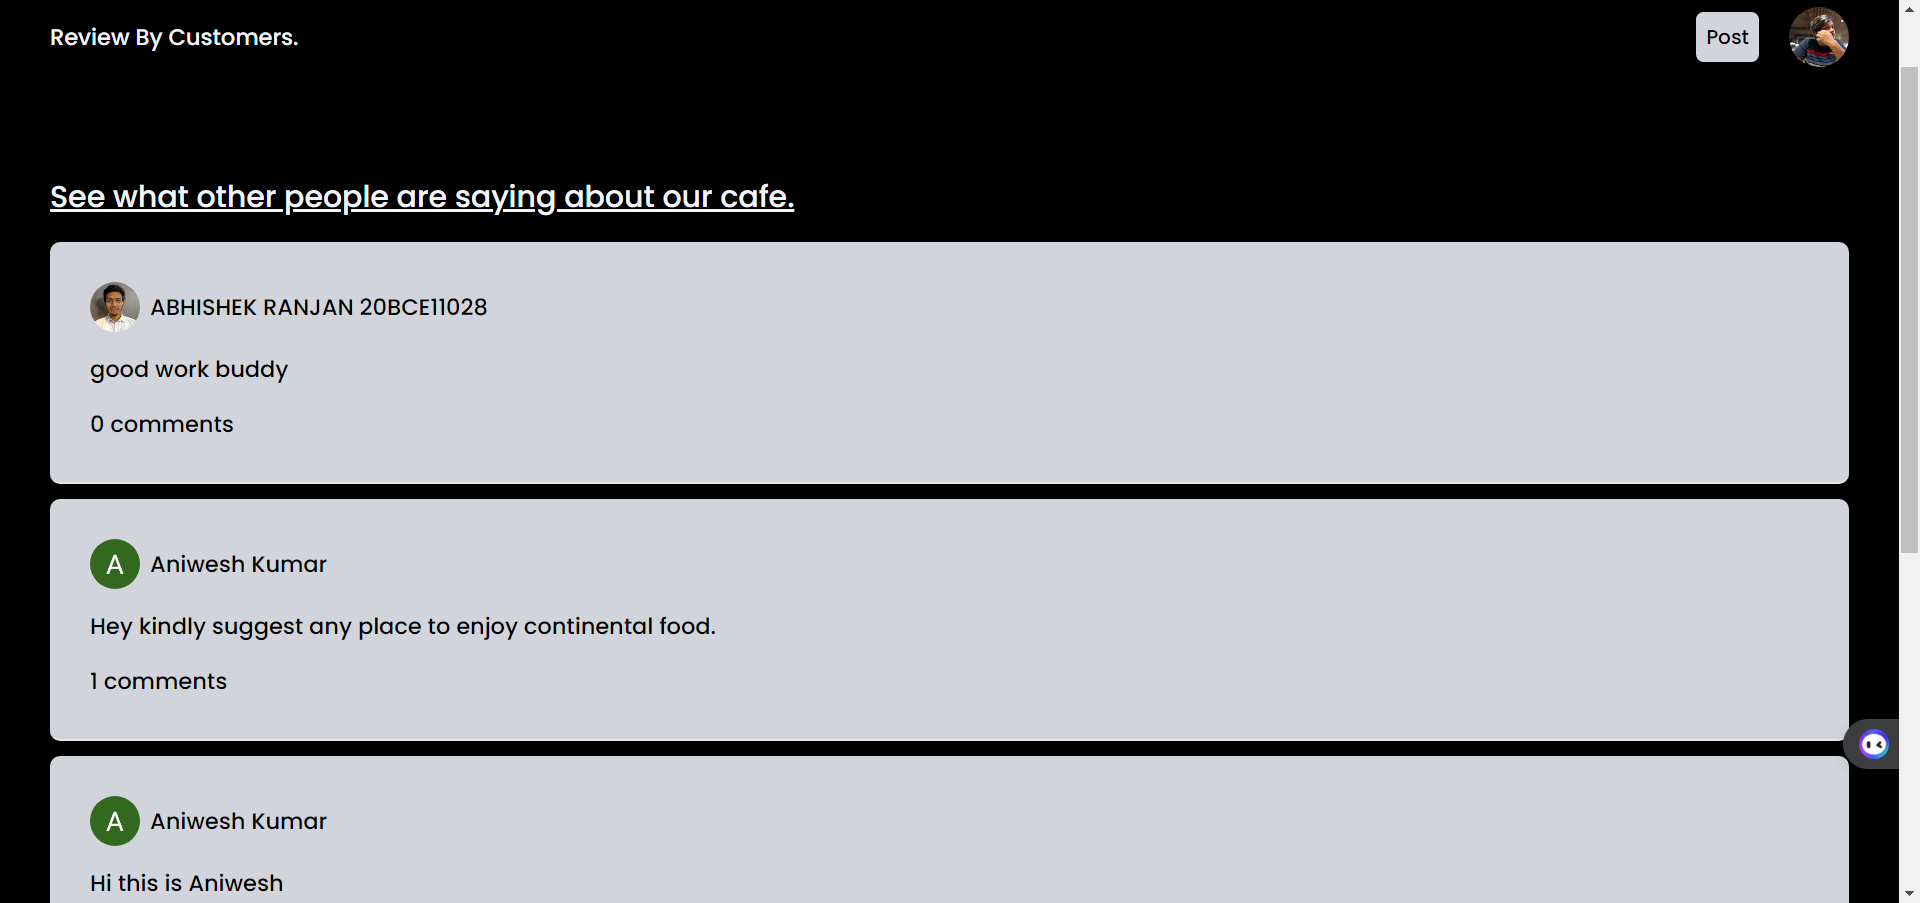 Review By Customers.
Post
See what other people are saying about our cafe.
ABHISHEK RANJAN 20BCE11028
good work buddy
0 comments
A
Aniwesh Kumar
Hey kindly suggest any place to enjoy continental food.
1 comments
A
Aniwesh Kumar
Hi this is Aniwesh